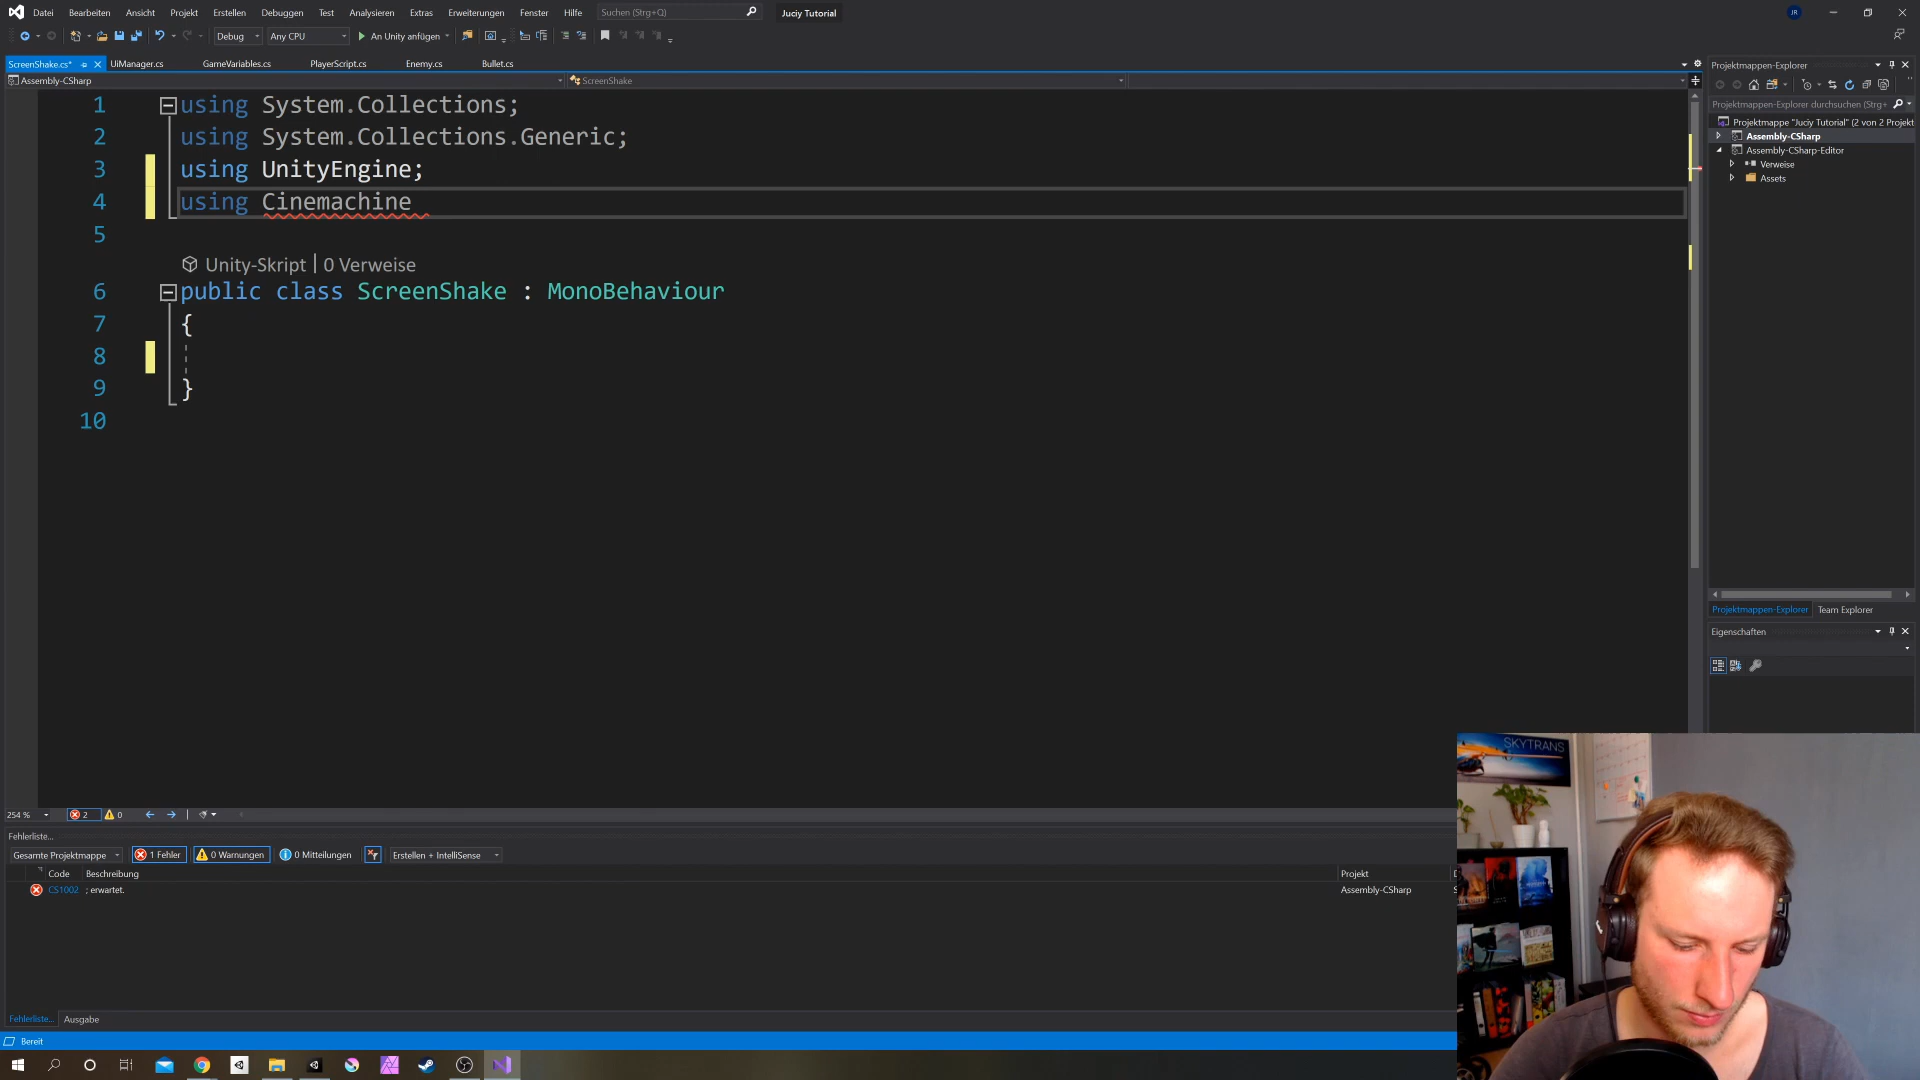 Datei Bearbeiten Ansicht Projekt Erstellen Debuggen Test Analysieren Extras Erweiterungen Fenster Hilfe Suchen (Strg+Q) Juciy Tutorial JR
Debug Any CPU An Unity anfügen
ScreenShake.cs* UiManager.cs GameVariables.cs PlayerScript.cs Enemy.cs Bullet.cs
Assembly-CSharp ScreenShake
1 using System.Collections;
2 using System.Collections.Generic;
3 using UnityEngine;
4 using Cinemachine
5
Unity-Skript | 0 Verweise
6 public class ScreenShake : MonoBehaviour
7 {
8
9 }
10
Projektmappen-Explorer
Projektmappen-Explorer durchsuchen (Strg+
Projektmappe "Juciy Tutorial" (2 von 2 Projekt
Assembly-CSharp
Assembly-CSharp-Editor
Verweise
Assets
Projektmappen-Explorer Team Explorer
Eigenschaften
254 % 2 0
Fehlerliste...
Gesamte Projektmappe 1 Fehler 0 Warnungen 0 Mitteilungen Erstellen + IntelliSense
Code Beschreibung Projekt D
CS1002 ; erwartet. Assembly-CSharp S
Fehlerliste... Ausgabe
Bereit
SKYTRANS